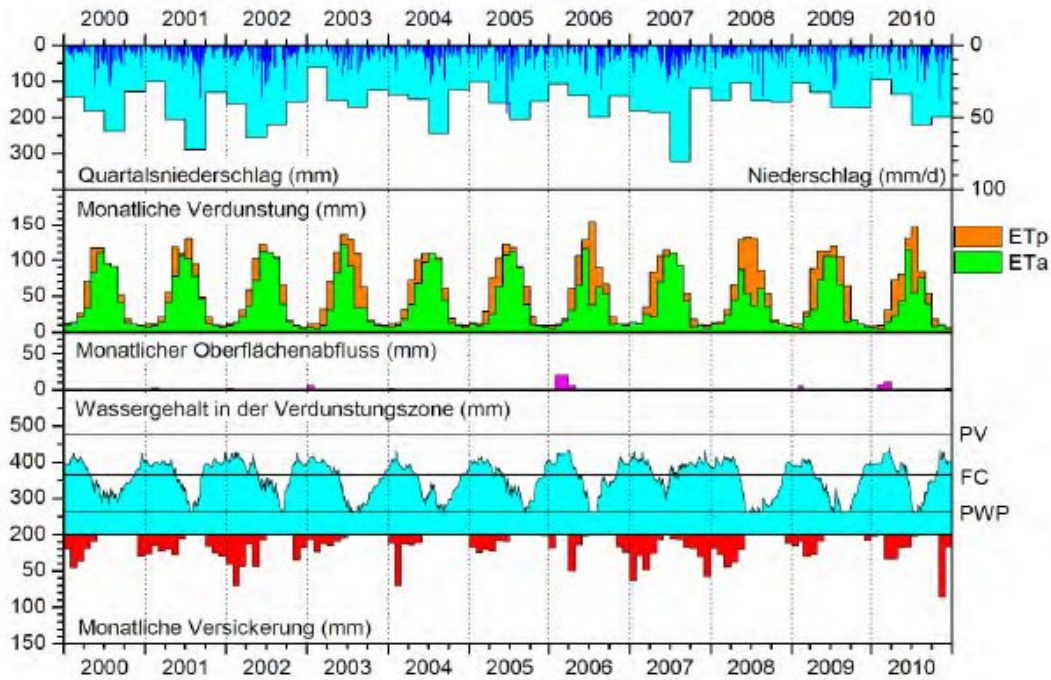 2000 2001 2002 2003 2004 2005 2006 2007 2008 2009 2010
0 0
100
200 50
300
100
Quartalsniederschlag (mm) Niederschlag (mm/d)
Monatliche Verdunstung (mm)
150
100
50
0
ETp
ETa
Monatlicher Oberflächenabfluss (mm)
50
0
Wassergehalt in der Verdunstungszone (mm)
500
PV
400
FC
300
PWP
200
50
100
150
Monatliche Versickerung (mm)
2000 2001 2002 2003 2004 2005 2006 2007 2008 2009 2010